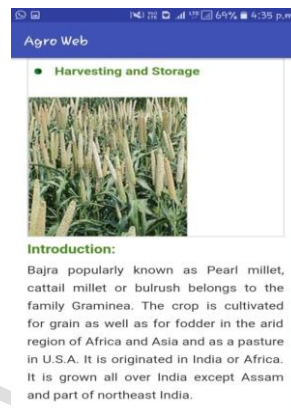 69% 4:35 p.m
Agro Web
Harvesting and Storage
Introduction:
Bajra popularly known as Pearl millet,
cattail millet or bulrush belongs to the
family Graminea. The crop is cultivated
for grain as well as for fodder in the arid
region of Africa and Asia and as a pasture
in U.S.A. It is originated in India or Africa.
It is grown all over India except Assam
and part of northeast India.